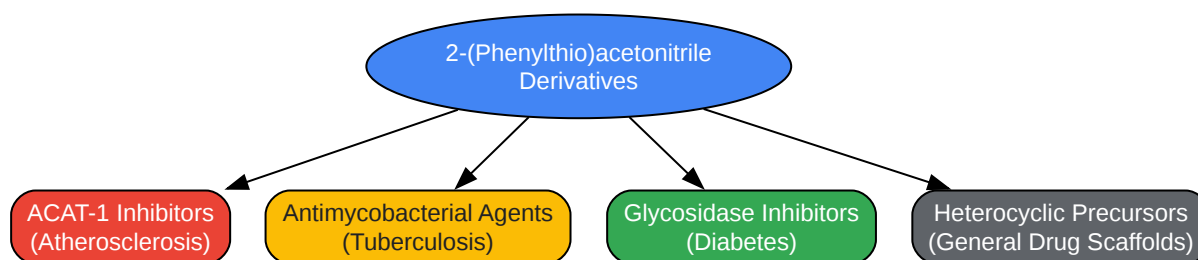 2-(Phenylthio)acetonitrile
Derivatives
ACAT-1 Inhibitors
(Atherosclerosis)
Antimycobacterial Agents
(Tuberculosis)
Glycosidase Inhibitors
(Diabetes)
Heterocyclic Precursors
(General Drug Scaffolds)